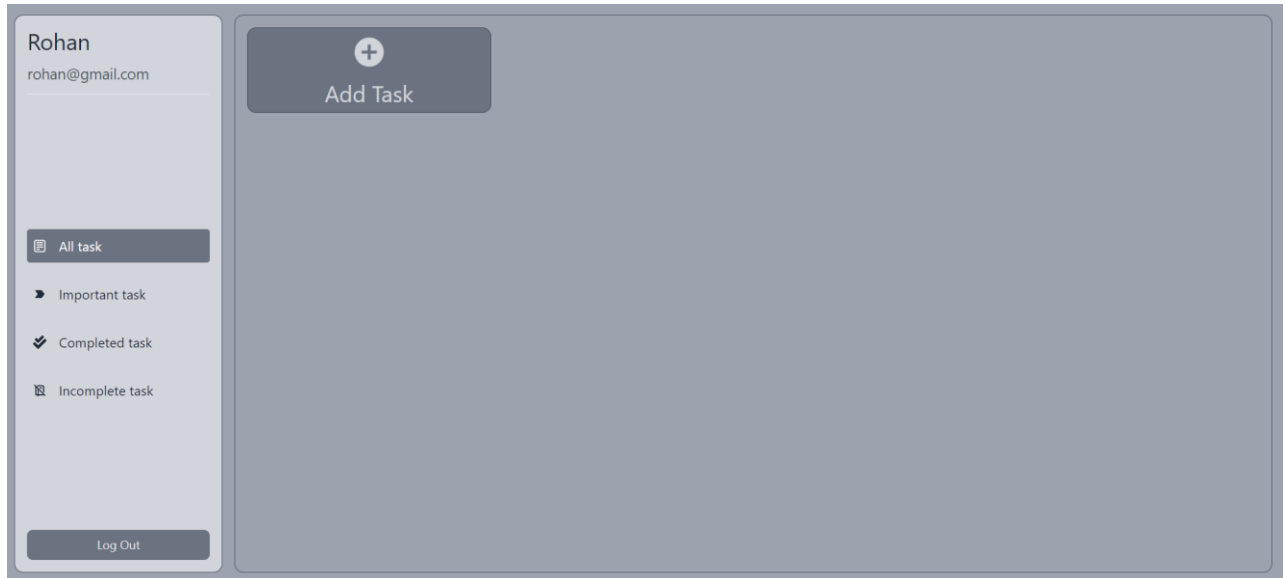 Rohan
rohan@gmail.com
All task
Important task
Completed task
Incomplete task
Log Out
Add Task